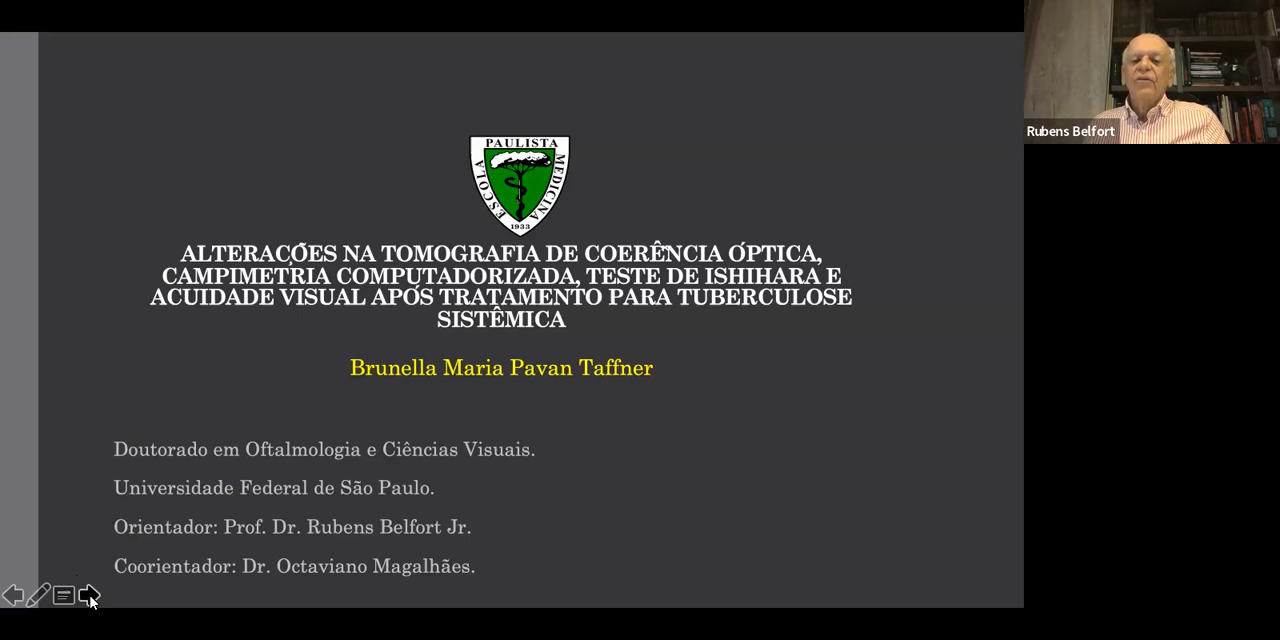 PAULISTA
ESCOLA
MEDICINA
1933
ALTERAÇÕES NA TOMOGRAFIA DE COERÊNCIA ÓPTICA,
CAMPIMETRIA COMPUTADORIZADA, TESTE DE ISHIHARA E
ACUIDADE VISUAL APÓS TRATAMENTO PARA TUBERCULOSE
SISTÊMICA
Brunella Maria Pavan Taffner
Doutorado em Oftalmologia e Ciências Visuais.
Universidade Federal de São Paulo.
Orientador: Prof. Dr. Rubens Belfort Jr.
Coorientador: Dr. Octaviano Magalhães.
Rubens Belfort